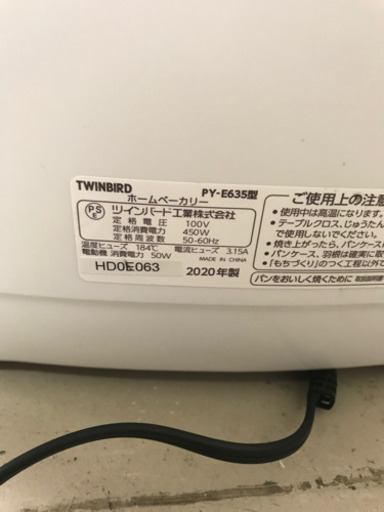 TWINBIRD
ホームベーカリー PY-E635型
PSE ツインバード工業株式会社
定格電圧 100V
定格消費電力 450W
定格周波数 50-60Hz
温度ヒューズ 184℃ 電流ヒューズ 3.15A
電動機 消費電力 50W MADE IN CHINA
HD0E063 2020年製
ご使用上の注意
• 使用中は高温になります。
• テーブルクロス、じゅうたん
使用しないでください。
• 焼き上がったら、パンケース
• パンケース、羽根は確実に取
• 「もちづくり」のつく工程以外で
パンをおいしく焼くために